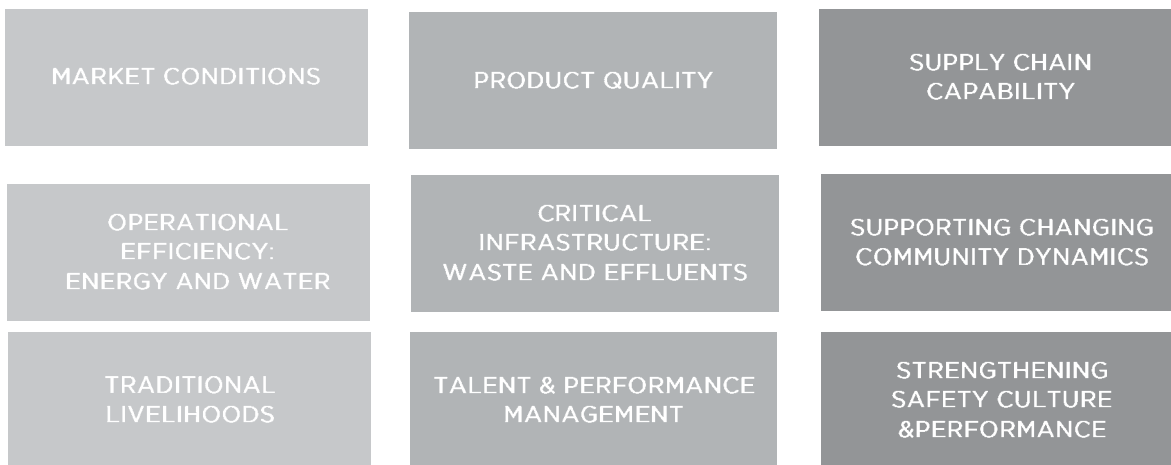 MARKET CONDITIONS
PRODUCT QUALITY
SUPPLY CHAIN
CAPABILITY
OPERATIONAL
EFFICIENCY:
ENERGY AND WATER
CRITICAL
INFRASTRUCTURE:
WASTE AND EFFLUENTS
SUPPORTING CHANGING
COMMUNITY DYNAMICS
TRADITIONAL
LIVELIHOODS
TALENT & PERFORMANCE
MANAGEMENT
STRENGTHENING
SAFETY CULTURE
&PERFORMANCE